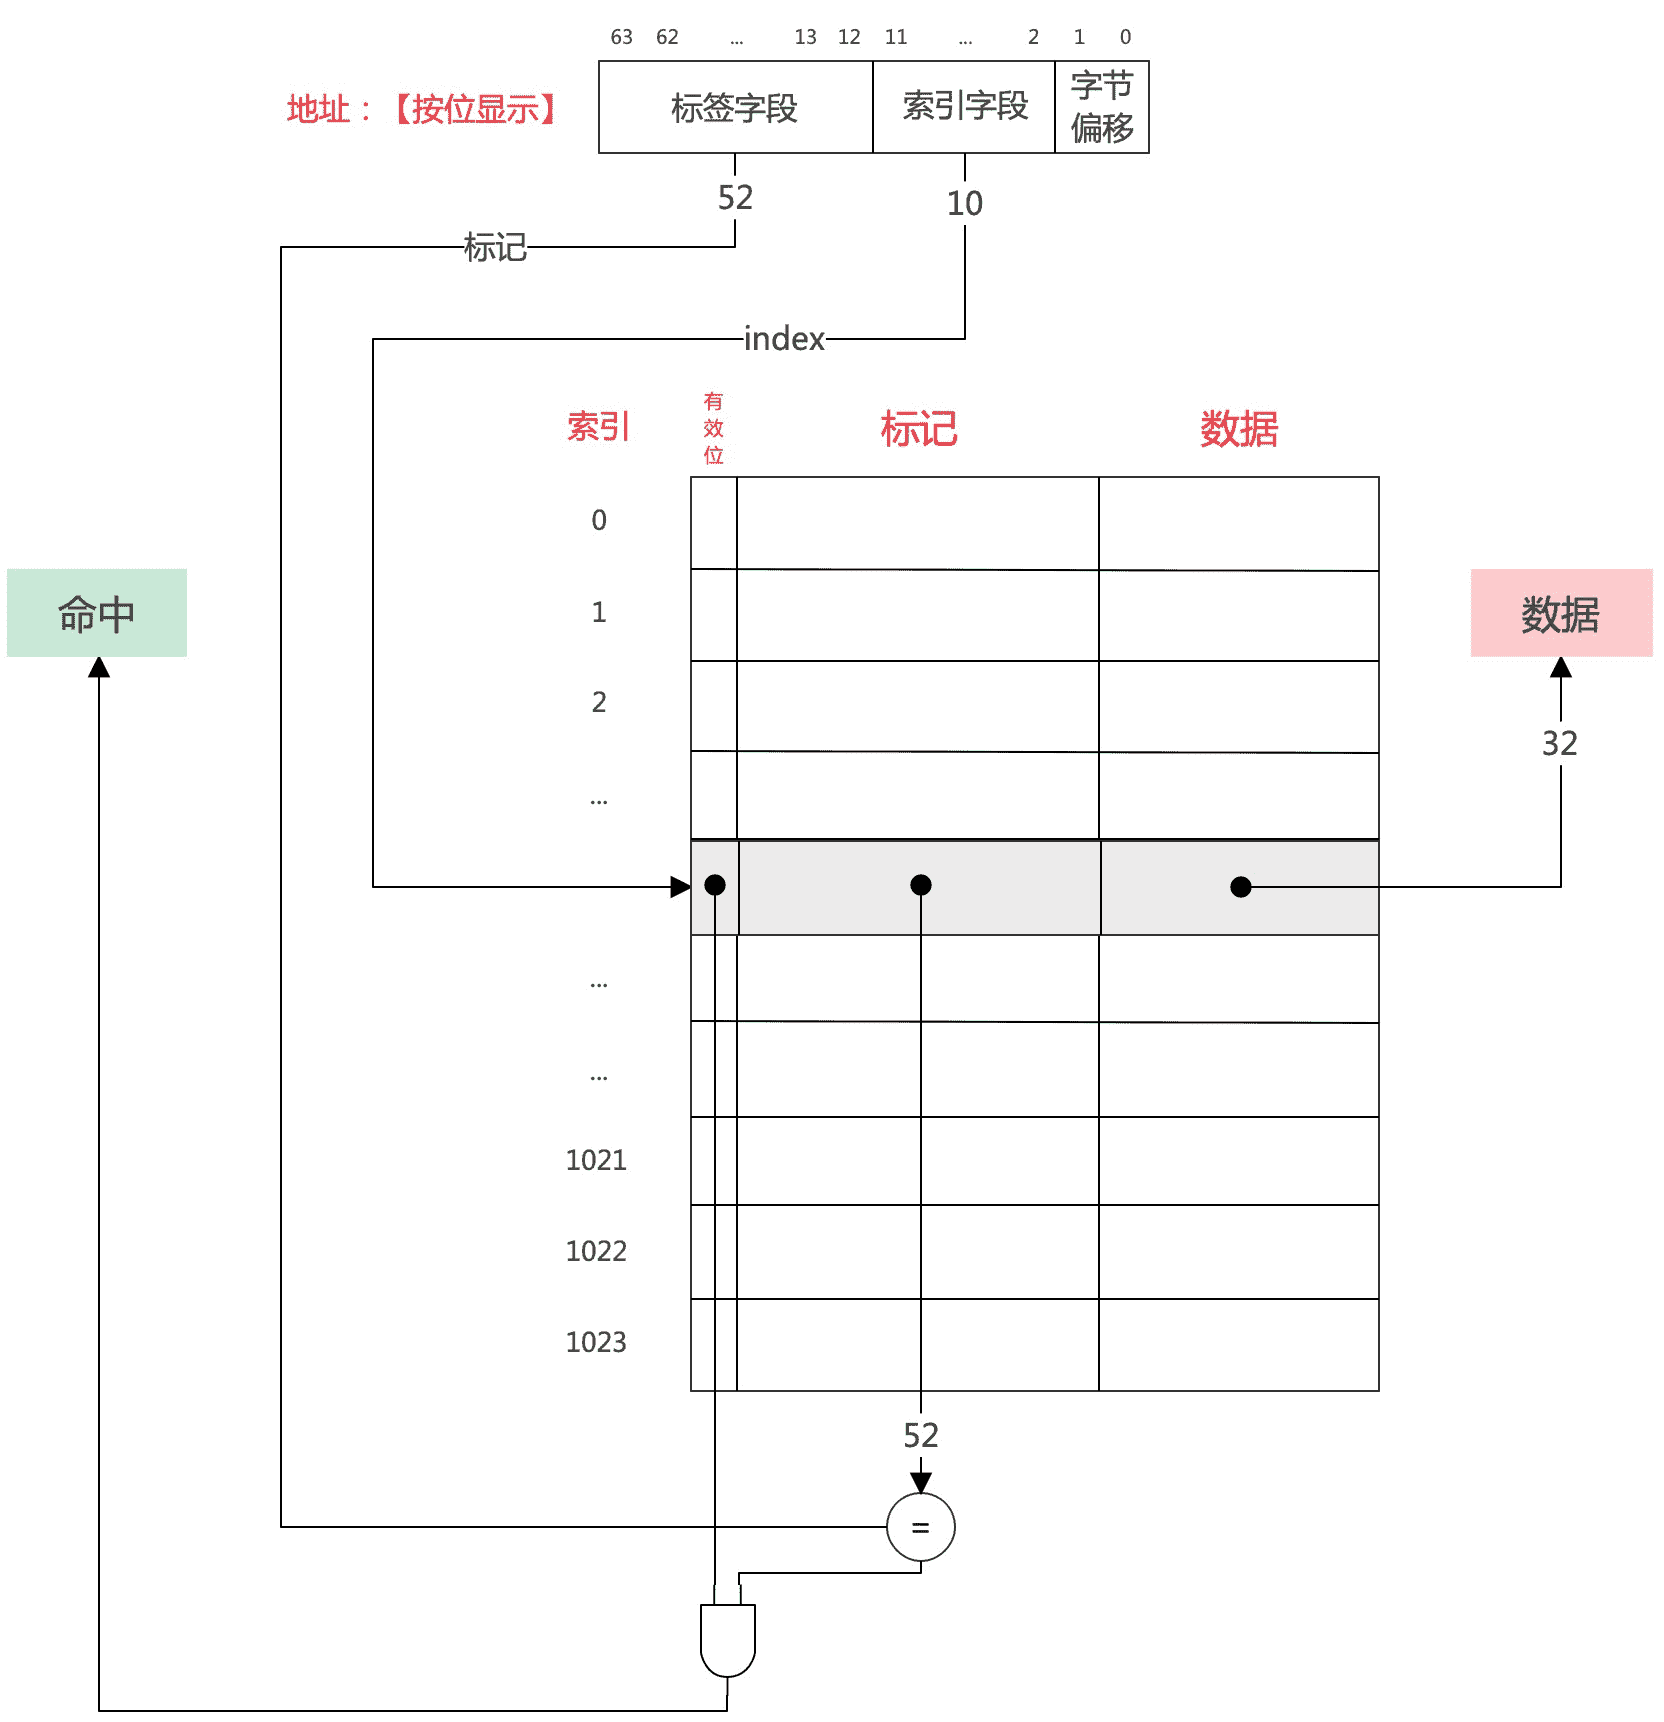 63 62 ... 13 12 11 ... 2 1 0
地址：【按位显示】
标签字段
索引字段
字节
偏移
52
10
标记
index
索引
有
效
位
标记
数据
0
1
2
...
...
...
1021
1022
1023
命中
数据
32
52
=